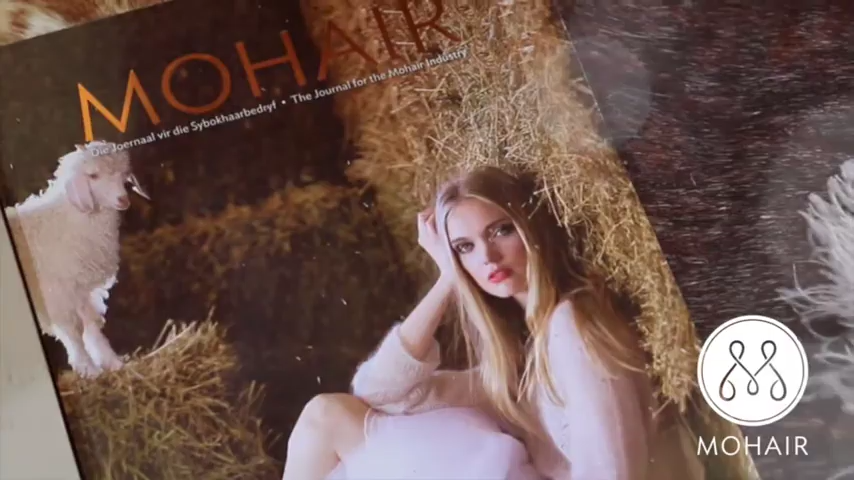 MOHAIR
Die Joernaal vir die Sybokhaarbedryf • The Journal for the Mohair Industry
MOHAIR